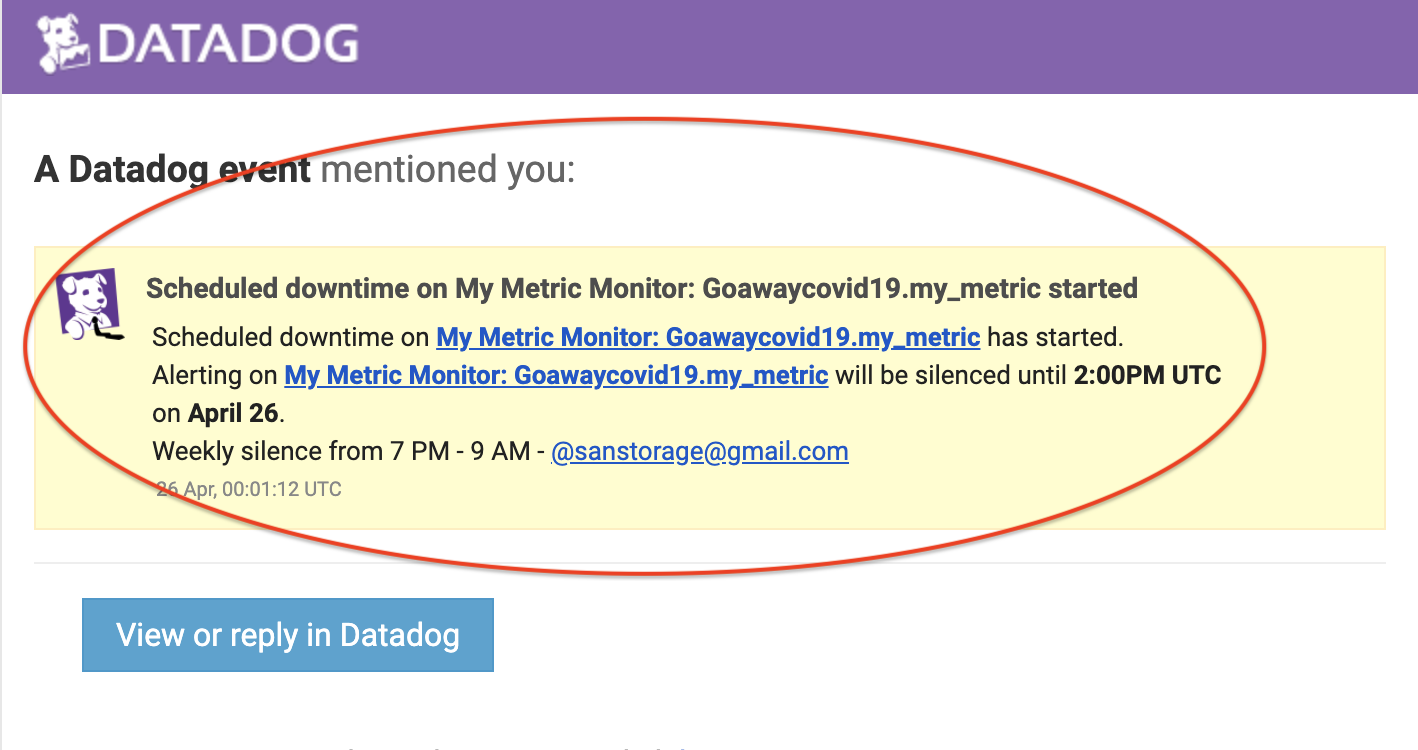 DATADOG
A Datadog event mentioned you:
Scheduled downtime on My Metric Monitor: Goawaycovid19.my_metric started
Scheduled downtime on My Metric Monitor: Goawaycovid19.my_metric has started.
Alerting on My Metric Monitor: Goawaycovid19.my_metric will be silenced until 2:00PM UTC
on April 26.
Weekly silence from 7 PM - 9 AM - @sanstorage@gmail.com
26 Apr, 00:01:12 UTC
View or reply in Datadog